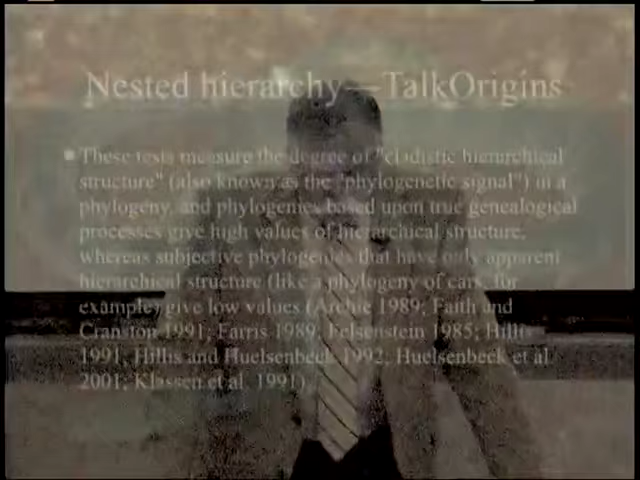 Nested hierarchy—TalkOrigins
These tests measure the degree of "cladistic hierarchical
structure" (also known as the "phylogenetic signal") in a
phylogeny, and phylogenies based upon true genealogical
processes give high values of hierarchical structure,
whereas subjective phylogenies that have only apparent
hierarchical structure (like a phylogeny of cars, for
example) give low values (Archie 1989; Faith and
Cranston 1991; Farris 1989; Felsenstein 1985; Hillis
1991; Hillis and Huelsenbeck 1992; Huelsenbeck et al.
2001; Klassen et al. 1991).